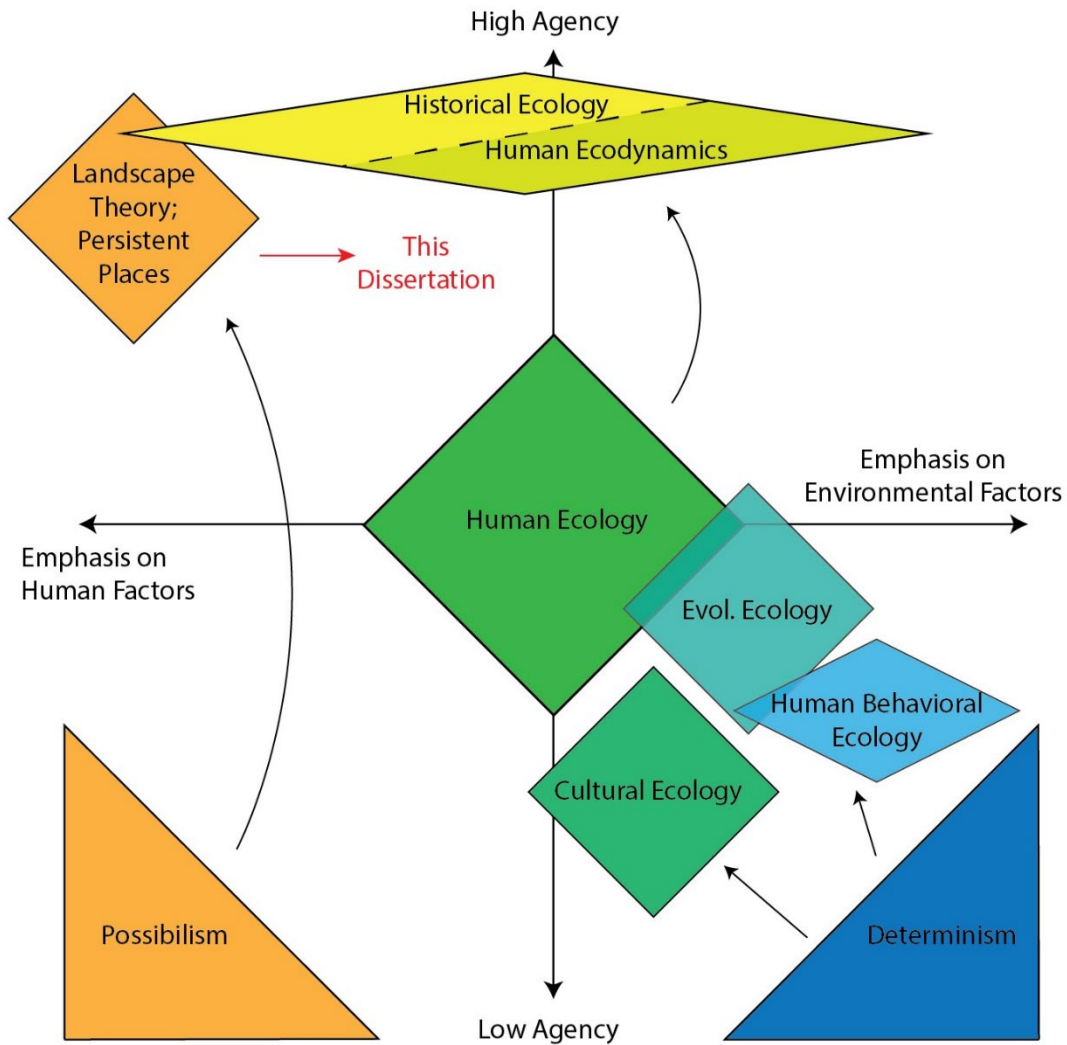 High Agency
Historical Ecology
Human Ecodynamics
Landscape
Theory;
Persistent
Places
This
Dissertation
Emphasis on
Environmental Factors
Human Ecology
Emphasis on
Human Factors
Evol. Ecology
Human Behavioral
Ecology
Cultural Ecology
Possibilism
Determinism
Low Agency